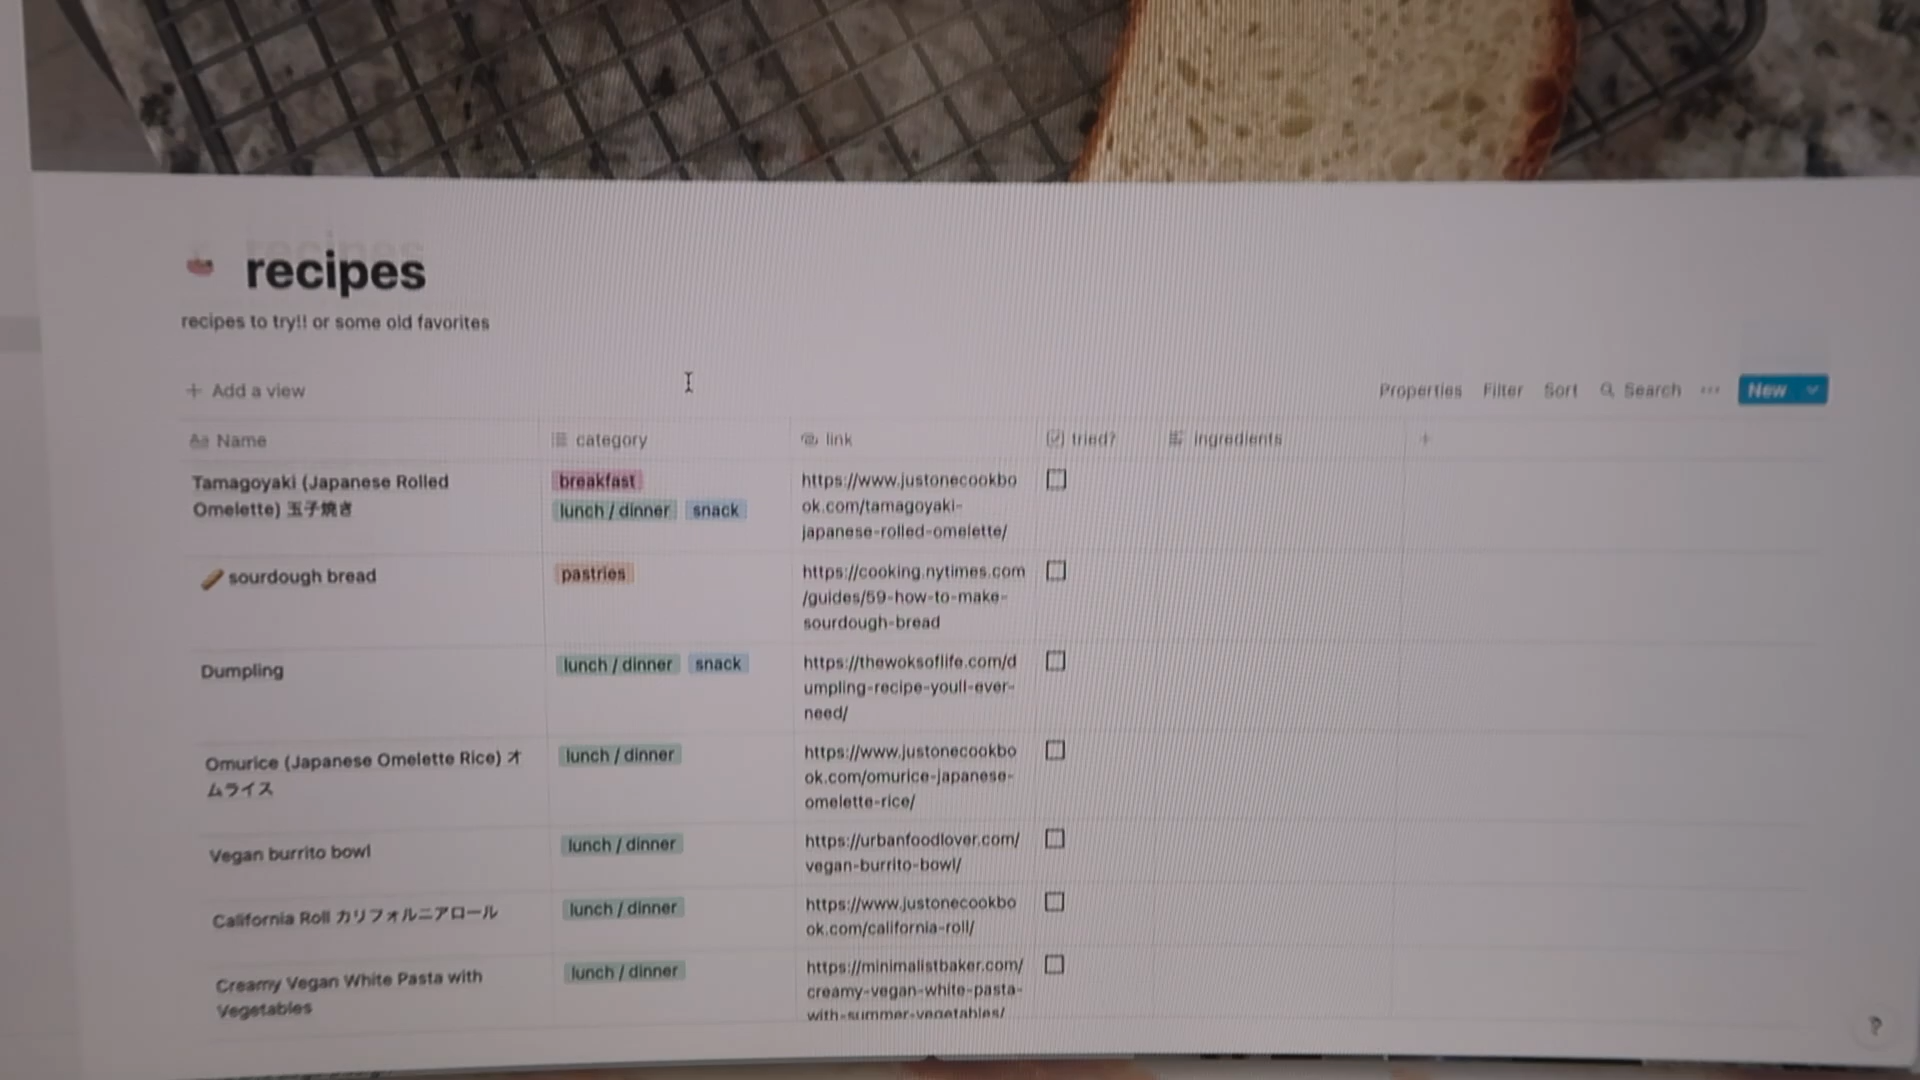 recipes
recipes to try!! or some old favorites
+ Add a view
Properties Filter Sort Search ··· New
Aa Name category link tried? ingredients +
Tamagoyaki (Japanese Rolled
Omelette) 玉子焼き
breakfast
lunch / dinner snack
https://www.justonecookbo
ok.com/tamagoyaki-
japanese-rolled-omelette/
sourdough bread
pastries
https://cooking.nytimes.com
/guides/59-how-to-make-
sourdough-bread
Dumpling
lunch / dinner snack
https://thewoksoflife.com/d
umpling-recipe-youll-ever-
need/
Omurice (Japanese Omelette Rice) オ
ムライス
lunch / dinner
https://www.justonecookbo
ok.com/omurice-japanese-
omelette-rice/
Vegan burrito bowl
lunch / dinner
https://urbanfoodlover.com/
vegan-burrito-bowl/
California Roll カリフォルニアロール
lunch / dinner
https://www.justonecookbo
ok.com/california-roll/
Creamy Vegan White Pasta with
Vegetables
lunch / dinner
https://minimalistbaker.com/
creamy-vegan-white-pasta-
with-summer-vegetables/
?